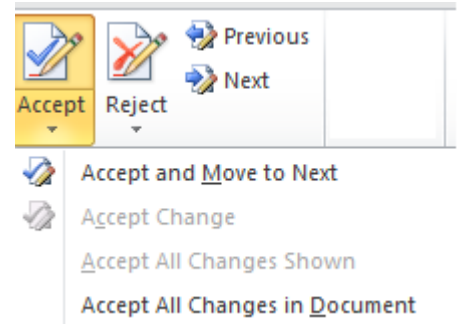 Previous
Next
Accept
Reject
Accept and Move to Next
Accept Change
Accept All Changes Shown
Accept All Changes in Document